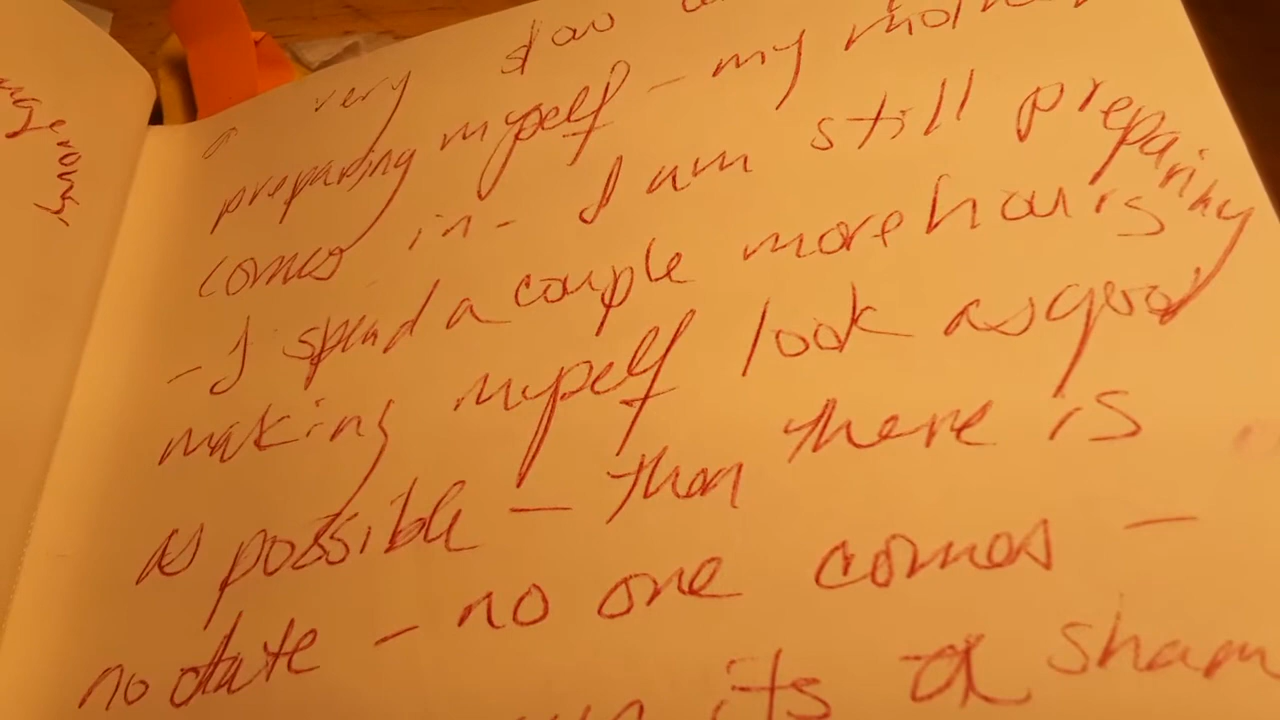 a very slow
preparing myself - my mother
comes in - I am still preparing
- I spend a couple more hours
making myself look as good
as possible - then there is
no date - no one comes -
its a sham